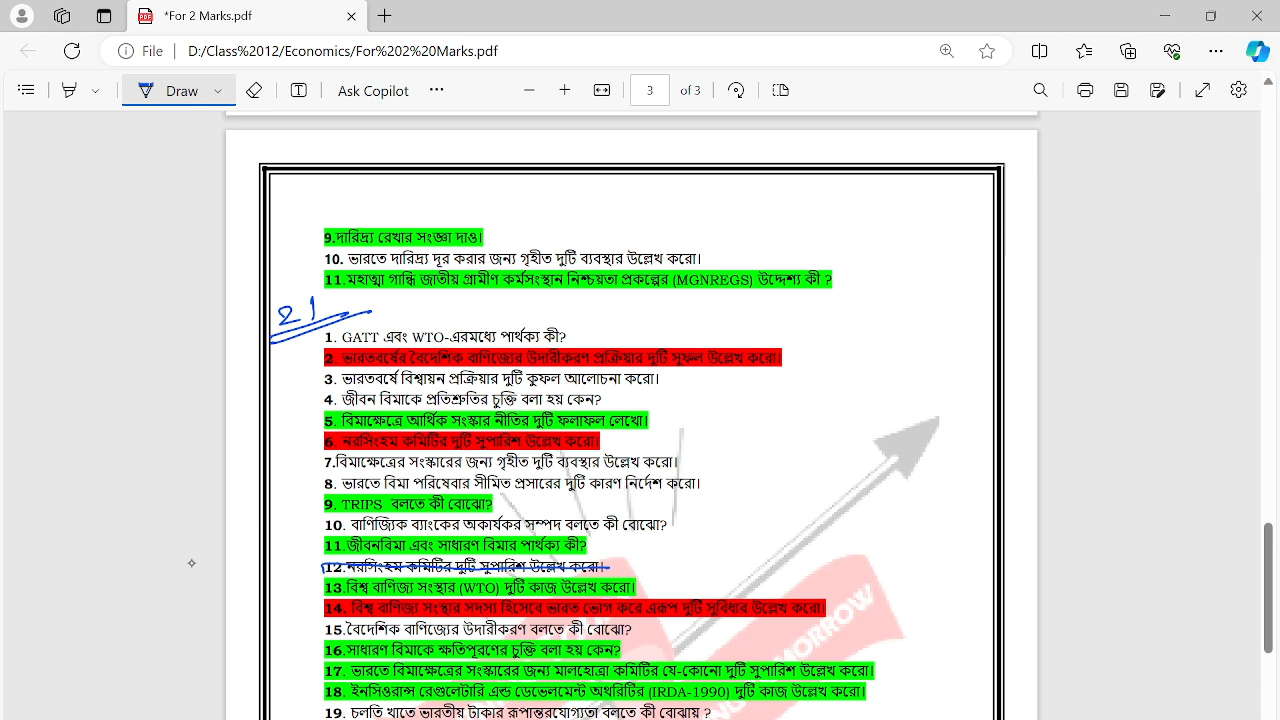 *For 2 Marks.pdf
File D:/Class%2012/Economics/For%202%20Marks.pdf
Draw Ask Copilot 3 of 3
9.দারিদ্র্য রেখার সংজ্ঞা দাও।
10. ভারতে দারিদ্র্য দূর করার জন্য গৃহীত দুটি ব্যবস্থার উল্লেখ করো।
11.মহাত্মা গান্ধি জাতীয় গ্রামীণ কর্মসংস্থান নিশ্চয়তা প্রকল্পের (MGNREGS) উদ্দেশ্য কী ?
21
1. GATT এবং WTO-এরমধ্যে পার্থক্য কী?
2. ভারতবর্ষের বৈদেশিক বাণিজ্যের উদারীকরণ প্রক্রিয়ার দুটি সুফল উল্লেখ করো।
3. ভারতবর্ষে বিশ্বায়ন প্রক্রিয়ার দুটি কুফল আলোচনা করো।
4. জীবন বিমাকে প্রতিশ্রুতির চুক্তি বলা হয় কেন?
5. বিমাক্ষেত্রে আর্থিক সংস্কার নীতির দুটি ফলাফল লেখো।
6. নরসিংহম কমিটির দুটি সুপারিশ উল্লেখ করো।
7.বিমাক্ষেত্রের সংস্কারের জন্য গৃহীত দুটি ব্যবস্থার উল্লেখ করো।
8. ভারতে বিমা পরিষেবার সীমিত প্রসারের দুটি কারণ নির্দেশ করো।
9. TRIPS বলতে কী বোঝো?
10. বাণিজ্যিক ব্যাংকের অকার্যকর সম্পদ বলতে কী বোঝো?
11.জীবনবিমা এবং সাধারণ বিমার পার্থক্য কী?
12.নরসিংহম কমিটির দুটি সুপারিশ উল্লেখ করো।
13.বিশ্ব বাণিজ্য সংস্থার (WTO) দুটি কাজ উল্লেখ করো।
14. বিশ্ব বাণিজ্য সংস্থার সদস্য হিসেবে ভারত ভোগ করে এরূপ দুটি সুবিধার উল্লেখ করো।
15.বৈদেশিক বাণিজ্যের উদারীকরণ বলতে কী বোঝো?
16.সাধারণ বিমাকে ক্ষতিপূরণের চুক্তি বলা হয় কেন?
17. ভারতে বিমাক্ষেত্রের সংস্কারের জন্য মালহোত্রা কমিটির যে-কোনো দুটি সুপারিশ উল্লেখ করো।
18. ইনসিওরান্স রেগুলেটারি এন্ড ডেভেলমেন্ট অথরিটির (IRDA-1990) দুটি কাজ উল্লেখ করো।
19. চলতি খাতে ভারতীয় টাকার রূপান্তরযোগ্যতা বলতে কী বোঝায় ?